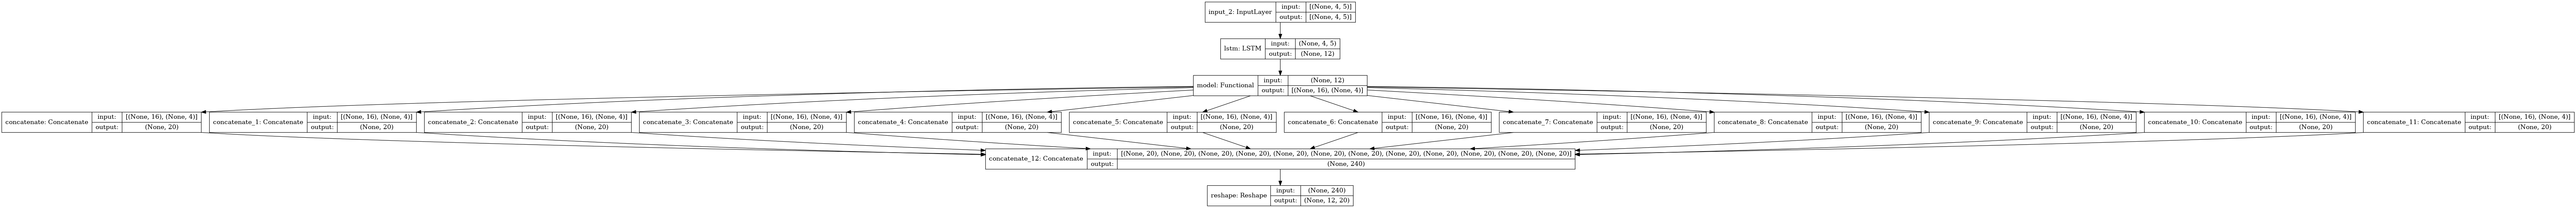 input_2: InputLayer input: [(None, 4, 5)]
output: [(None, 4, 5)]
lstm: LSTM input: (None, 4, 5)
output: (None, 12)
model: Functional input: (None, 12)
output: [(None, 16), (None, 4)]
concatenate: Concatenate input: [(None, 16), (None, 4)]
output: (None, 20)
concatenate_1: Concatenate input: [(None, 16), (None, 4)]
output: (None, 20)
concatenate_2: Concatenate input: [(None, 16), (None, 4)]
output: (None, 20)
concatenate_3: Concatenate input: [(None, 16), (None, 4)]
output: (None, 20)
concatenate_4: Concatenate input: [(None, 16), (None, 4)]
output: (None, 20)
concatenate_5: Concatenate input: [(None, 16), (None, 4)]
output: (None, 20)
concatenate_6: Concatenate input: [(None, 16), (None, 4)]
output: (None, 20)
concatenate_7: Concatenate input: [(None, 16), (None, 4)]
output: (None, 20)
concatenate_8: Concatenate input: [(None, 16), (None, 4)]
output: (None, 20)
concatenate_9: Concatenate input: [(None, 16), (None, 4)]
output: (None, 20)
concatenate_10: Concatenate input: [(None, 16), (None, 4)]
output: (None, 20)
concatenate_11: Concatenate input: [(None, 16), (None, 4)]
output: (None, 20)
concatenate_12: Concatenate input: [(None, 20), (None, 20), (None, 20), (None, 20), (None, 20), (None, 20), (None, 20), (None, 20), (None, 20), (None, 20), (None, 20), (None, 20)]
output: (None, 240)
reshape: Reshape input: (None, 240)
output: (None, 12, 20)